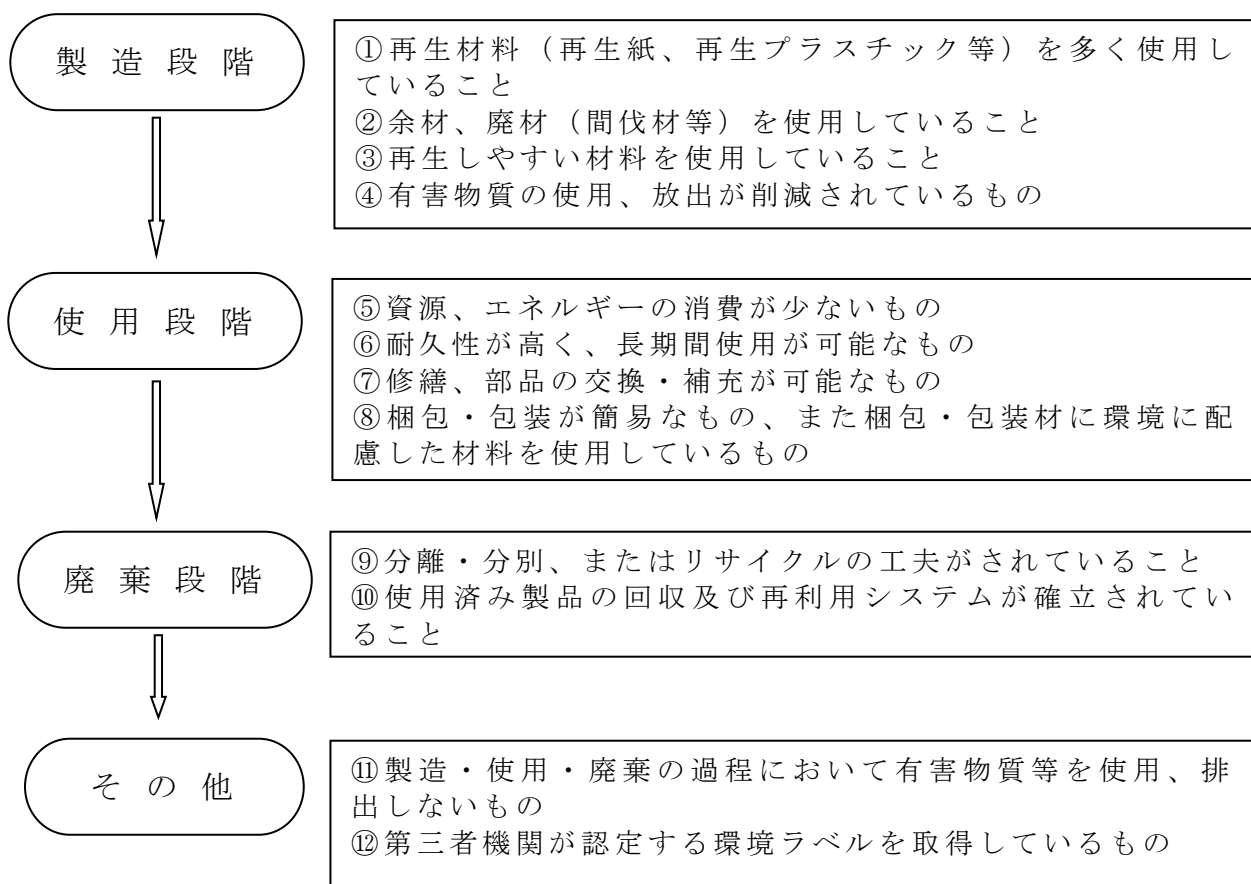 製造段階
①再生材料（再生紙、再生プラスチック等）を多く使用し
ていること
②余材、廃材（間伐材等）を使用していること
③再生しやすい材料を使用していること
④有害物質の使用、放出が削減されているもの
使用段階
⑤資源、エネルギーの消費が少ないもの
⑥耐久性が高く、長期間使用が可能なもの
⑦修繕、部品の交換・補充が可能なもの
⑧梱包・包装が簡易なもの、また梱包・包装材に環境に配
慮した材料を使用しているもの
廃棄段階
⑨分離・分別、またはリサイクルの工夫がされていること
⑩使用済み製品の回収及び再利用システムが確立されてい
ること
その他
⑪製造・使用・廃棄の過程において有害物質等を使用、排
出しないもの
⑫第三者機関が認定する環境ラベルを取得しているもの